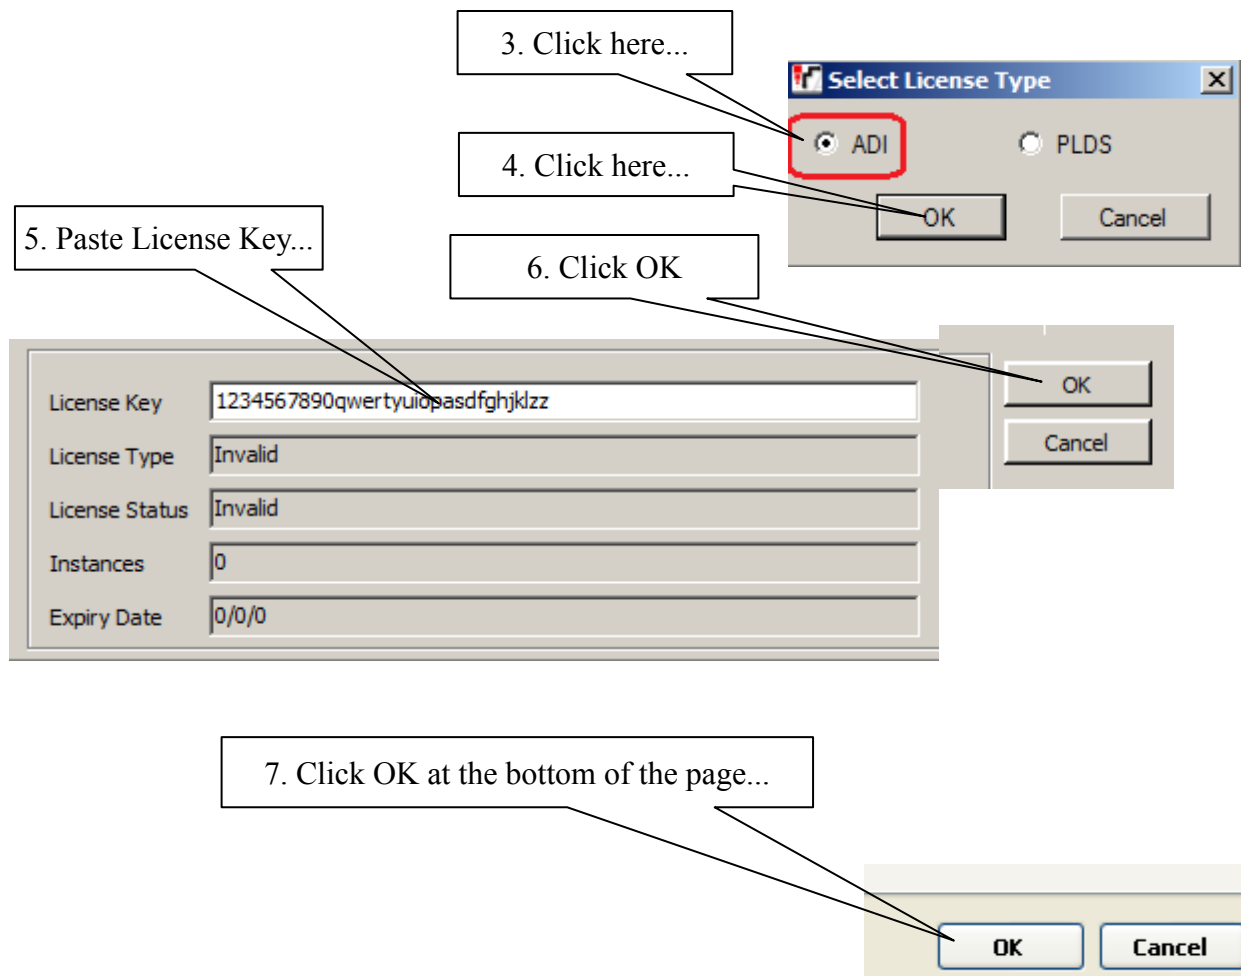 3. Click here...
Select License Type
ADI
PLDS
4. Click here...
OK
Cancel
5. Paste License Key...
6. Click OK
License Key
1234567890qwertyuiopasdfghjklzz
OK
License Type
Invalid
Cancel
License Status
Invalid
Instances
0
Expiry Date
0/0/0
7. Click OK at the bottom of the page...
OK
Cancel